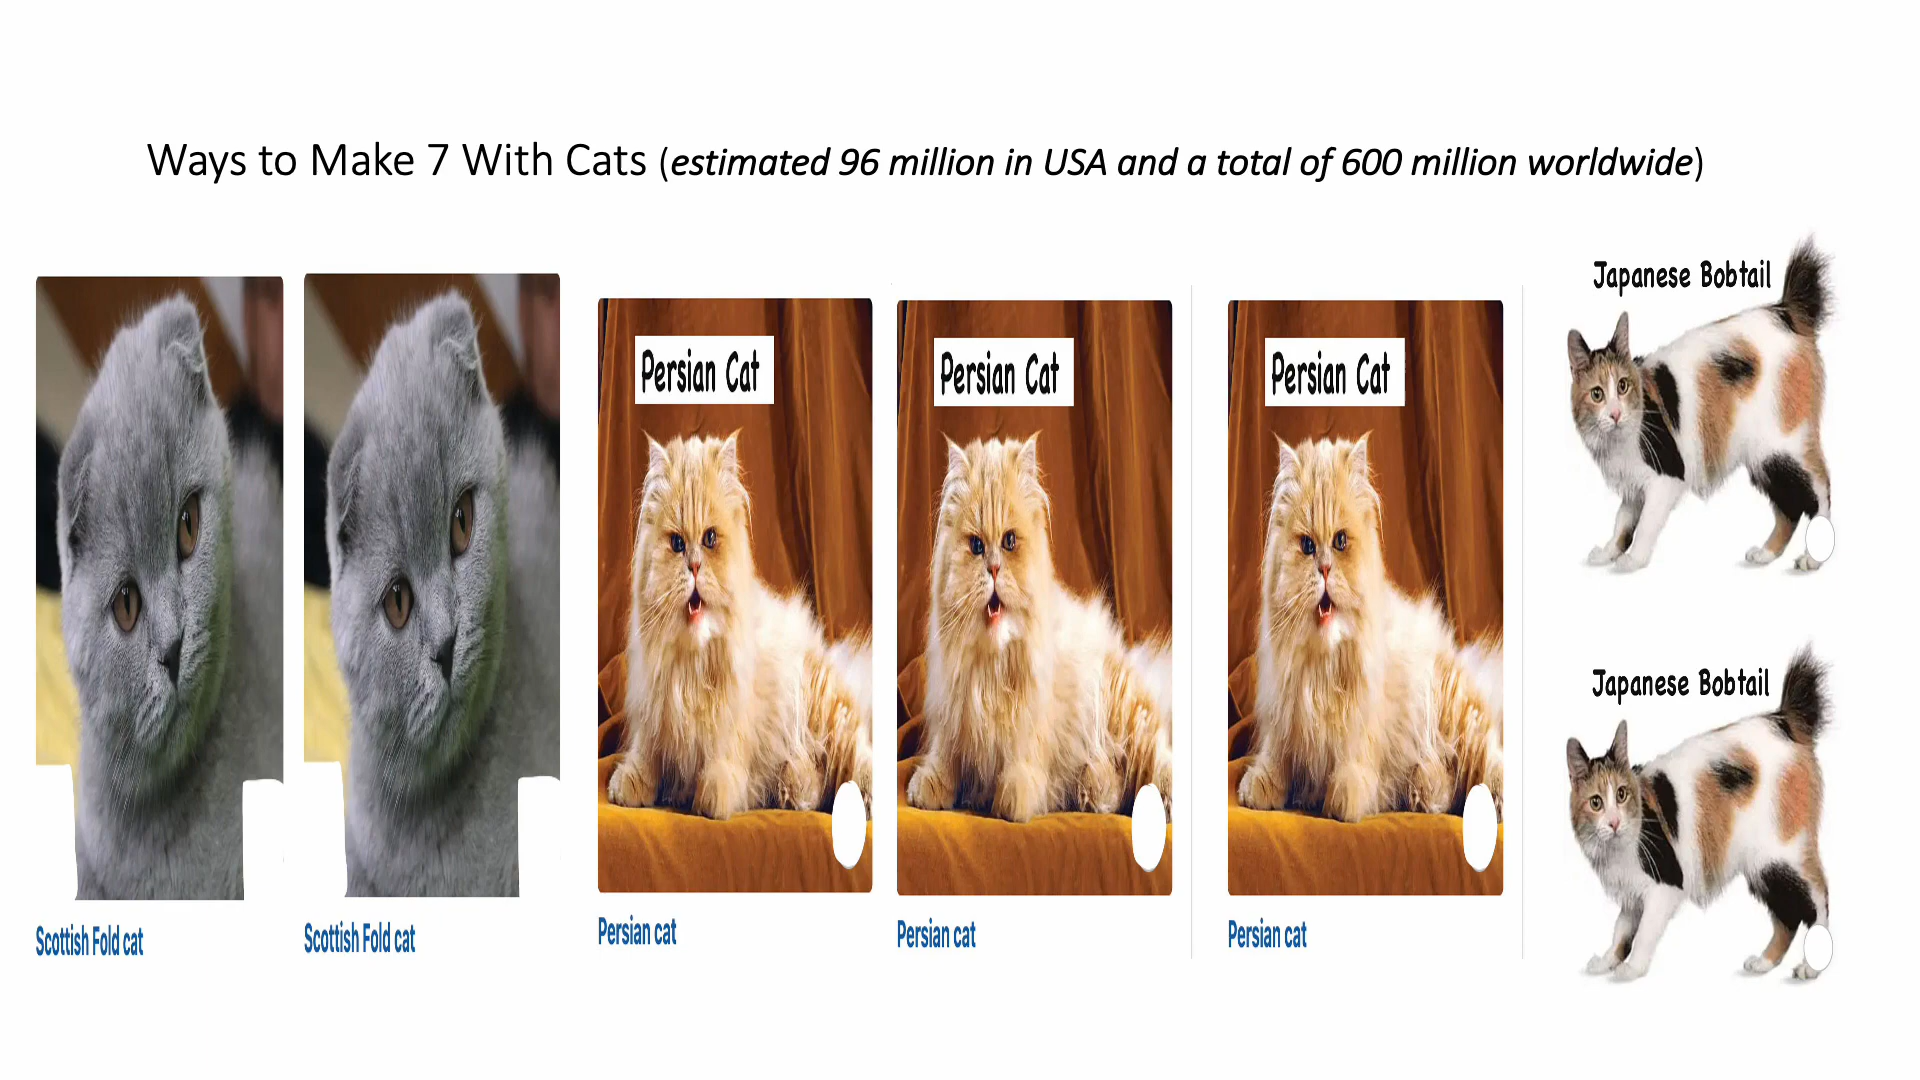 Ways to Make 7 With Cats (estimated 96 million in USA and a total of 600 million worldwide)
Japanese Bobtail
Persian Cat
Persian Cat
Persian Cat
Japanese Bobtail
Scottish Fold cat
Scottish Fold cat
Persian cat
Persian cat
Persian cat